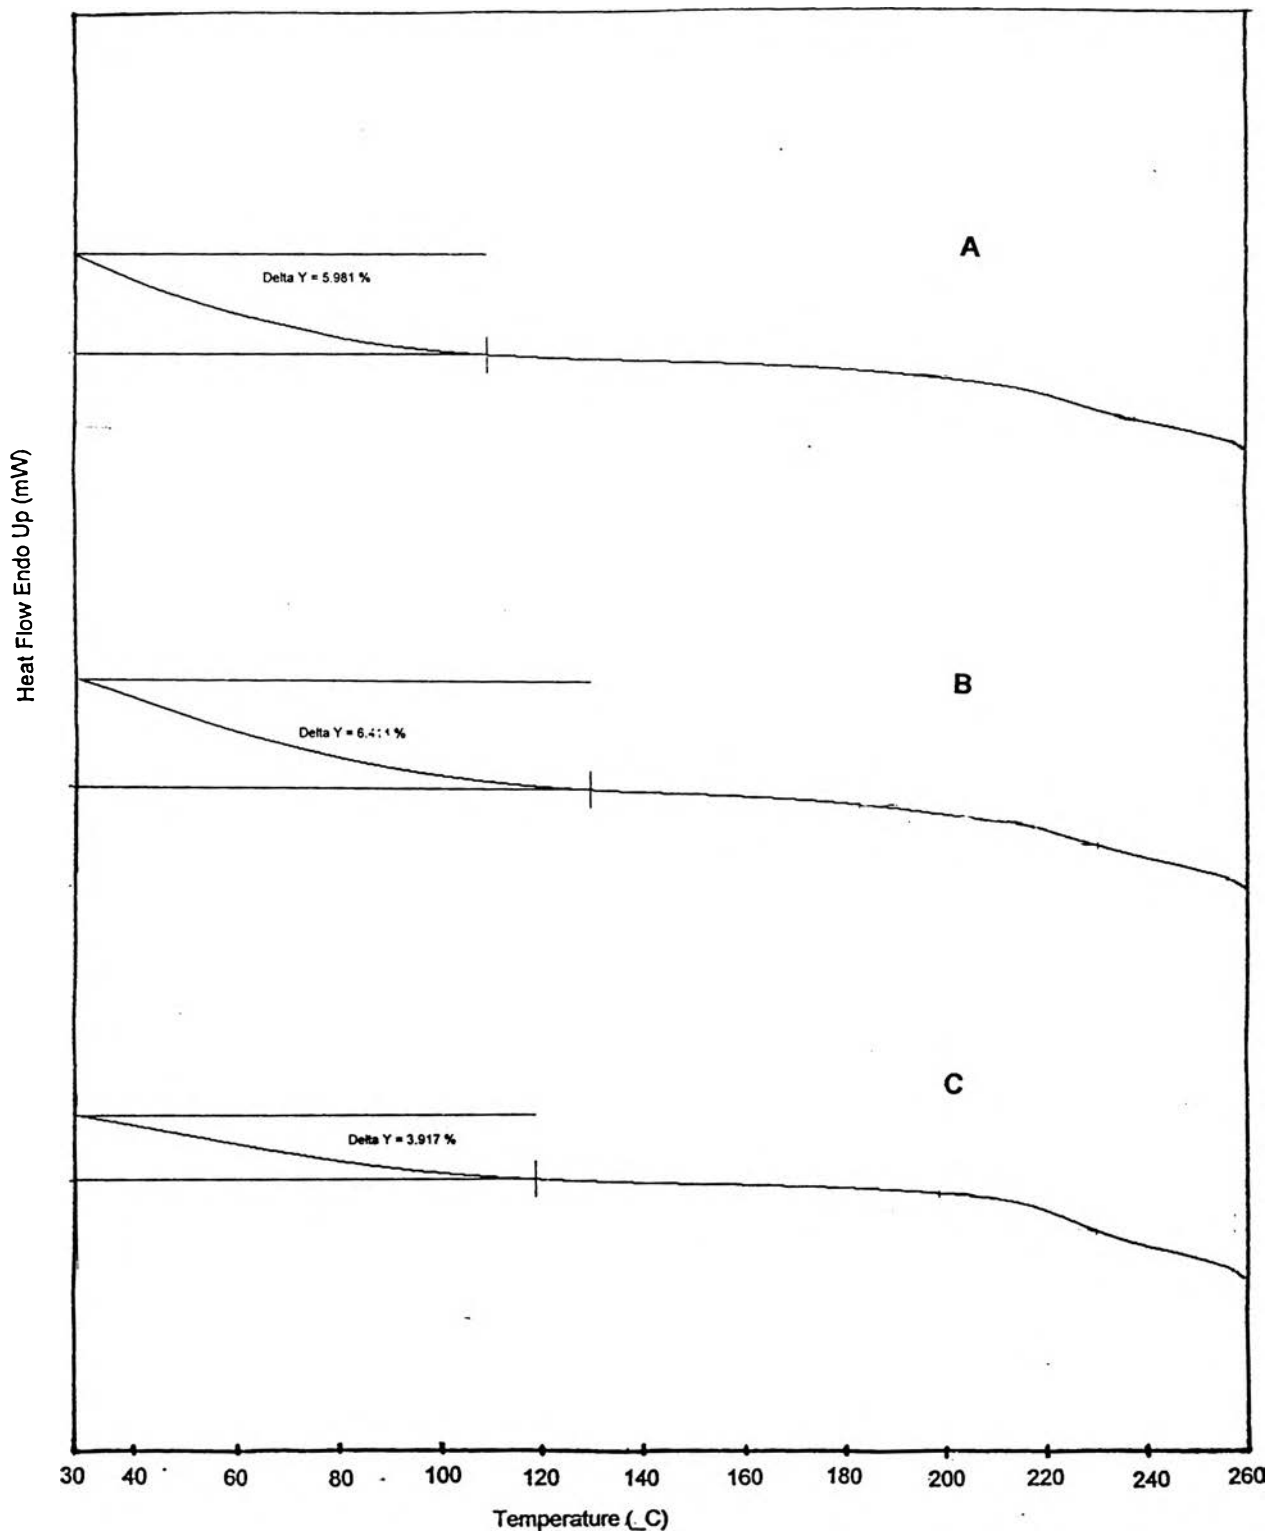 A
Delta Y = 5.981 %
Heat Flow Endo Up (mW)
B
Delta Y = %
C
Delta Y = 3.917 %
30 40 60 80 100 120 140 160 180 200 220 240 260
Temperature (_C)